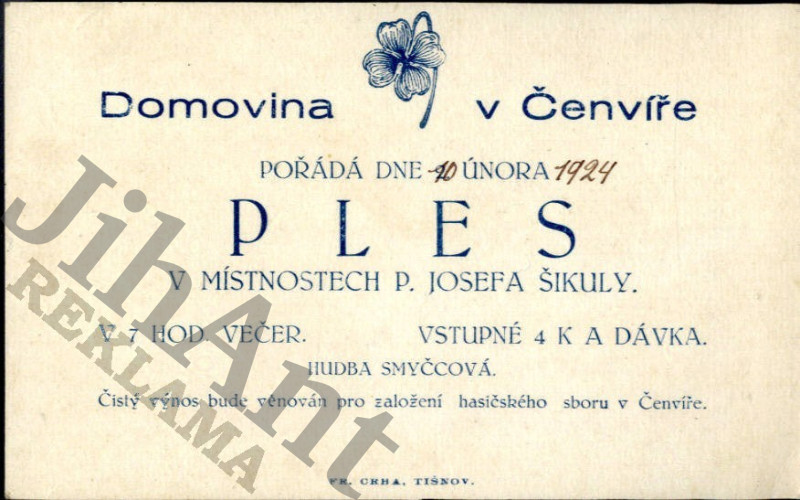 Domovina v Čenvíře
POŘÁDÁ DNE 10 ÚNORA 1924
PLES
V MÍSTNOSTECH P. JOSEFA ŠIKULY.
V 7 HOD. VEČER. VSTUPNÉ 4 K A DÁVKA.
HUDBA SMYČCOVÁ.
Čistý výnos bude věnován pro založení hasičského sboru v Čenvíře.
FR. CRHA, TIŠNOV.
JihAnt
REKLAMA